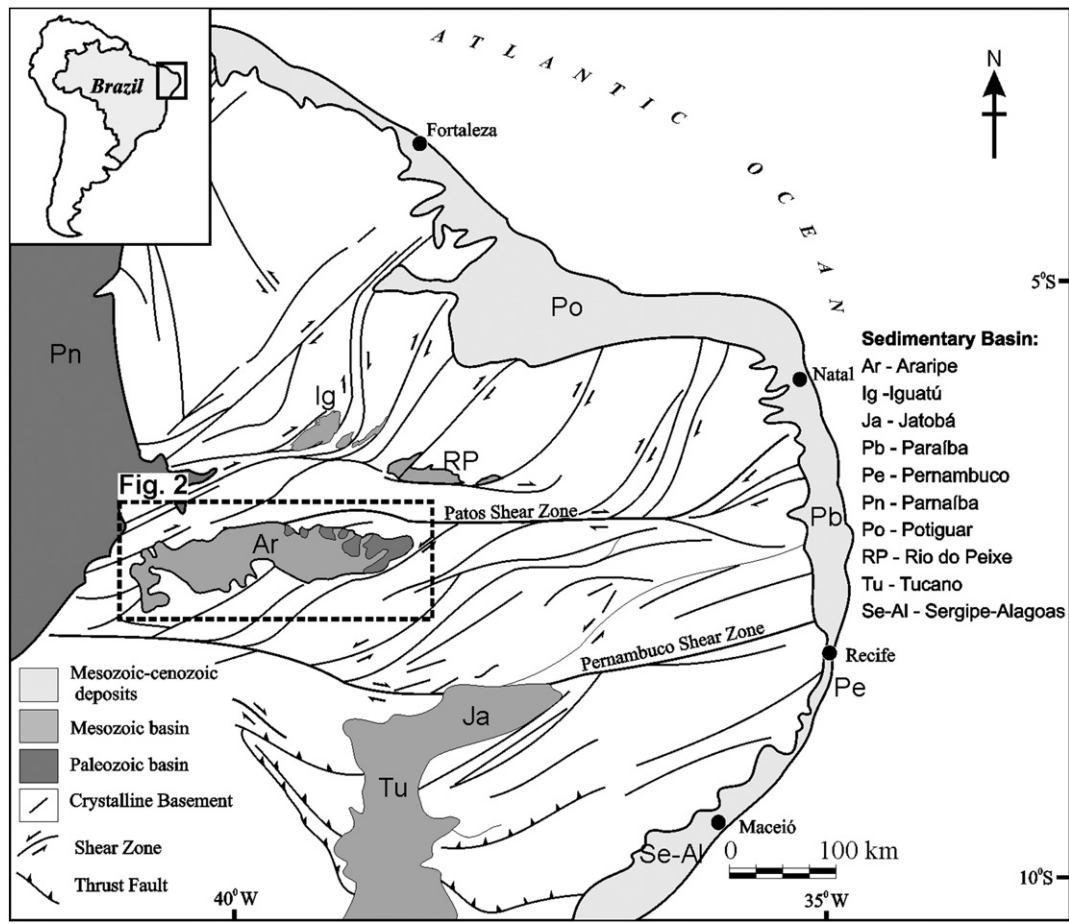 Brazil
ATLANTIC OCEAN
N
Fortaleza
5°S
Po
Pn
Sedimentary Basin:
Ar - Araripe
Ig -Iguatú
Ja - Jatobá
Pb - Paraíba
Pe - Pernambuco
Pn - Parnaíba
Po - Potiguar
RP - Rio do Peixe
Tu - Tucano
Se-Al - Sergipe-Alagoas
Natal
Ig
RP
Fig. 2
Patos Shear Zone
Pb
Ar
Pernambuco Shear Zone
Recife
Pe
Mesozoic-cenozoic
deposits
Mesozoic basin
Paleozoic basin
Crystalline Basement
Shear Zone
Thrust Fault
Ja
Tu
Maceió
Se-Al
0 100 km
10°S
40°W
35°W